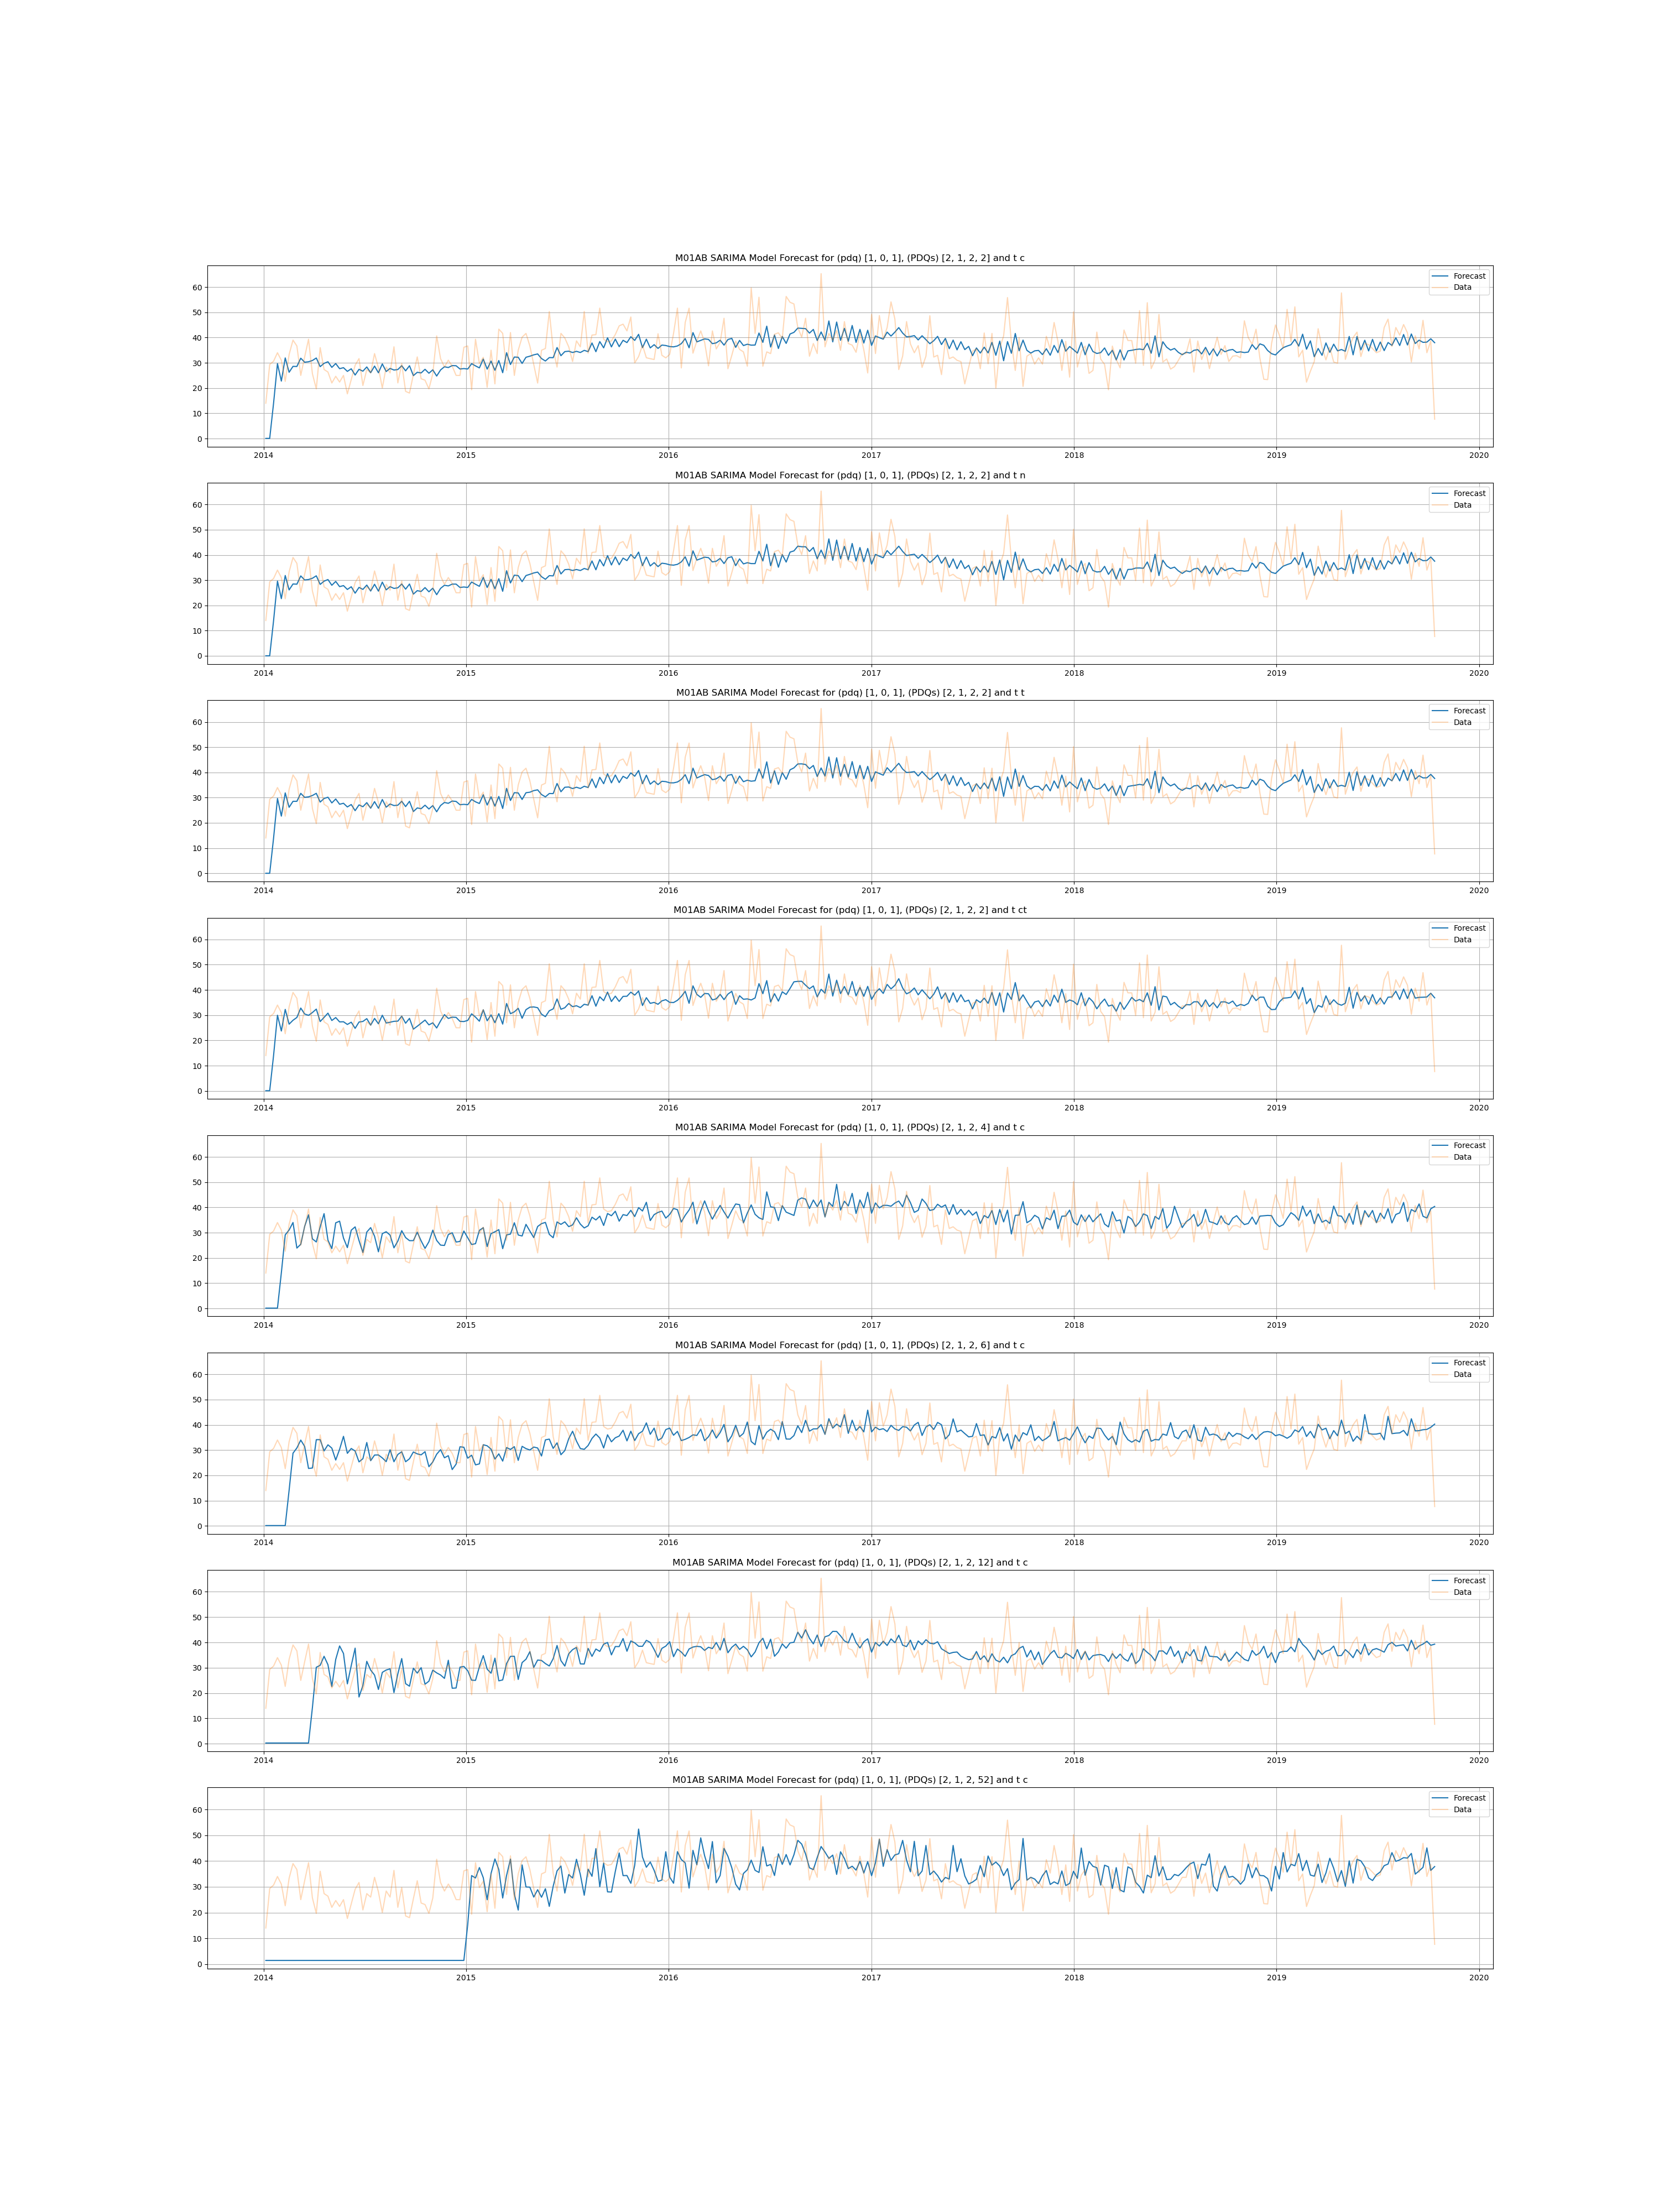 M01AB SARIMA Model Forecast for (pdq) [1, 0, 1], (PDQs) [2, 1, 2, 2] and t c
Forecast
Data
60
50
40
30
20
10
0
2014 2015 2016 2017 2018 2019 2020
M01AB SARIMA Model Forecast for (pdq) [1, 0, 1], (PDQs) [2, 1, 2, 2] and t n
Forecast
Data
60
50
40
30
20
10
0
2014 2015 2016 2017 2018 2019 2020
M01AB SARIMA Model Forecast for (pdq) [1, 0, 1], (PDQs) [2, 1, 2, 2] and t t
Forecast
Data
60
50
40
30
20
10
0
2014 2015 2016 2017 2018 2019 2020
M01AB SARIMA Model Forecast for (pdq) [1, 0, 1], (PDQs) [2, 1, 2, 2] and t ct
Forecast
Data
60
50
40
30
20
10
0
2014 2015 2016 2017 2018 2019 2020
M01AB SARIMA Model Forecast for (pdq) [1, 0, 1], (PDQs) [2, 1, 2, 4] and t c
Forecast
Data
60
50
40
30
20
10
0
2014 2015 2016 2017 2018 2019 2020
M01AB SARIMA Model Forecast for (pdq) [1, 0, 1], (PDQs) [2, 1, 2, 6] and t c
Forecast
Data
60
50
40
30
20
10
0
2014 2015 2016 2017 2018 2019 2020
M01AB SARIMA Model Forecast for (pdq) [1, 0, 1], (PDQs) [2, 1, 2, 12] and t c
Forecast
Data
60
50
40
30
20
10
0
2014 2015 2016 2017 2018 2019 2020
M01AB SARIMA Model Forecast for (pdq) [1, 0, 1], (PDQs) [2, 1, 2, 52] and t c
Forecast
Data
60
50
40
30
20
10
0
2014 2015 2016 2017 2018 2019 2020